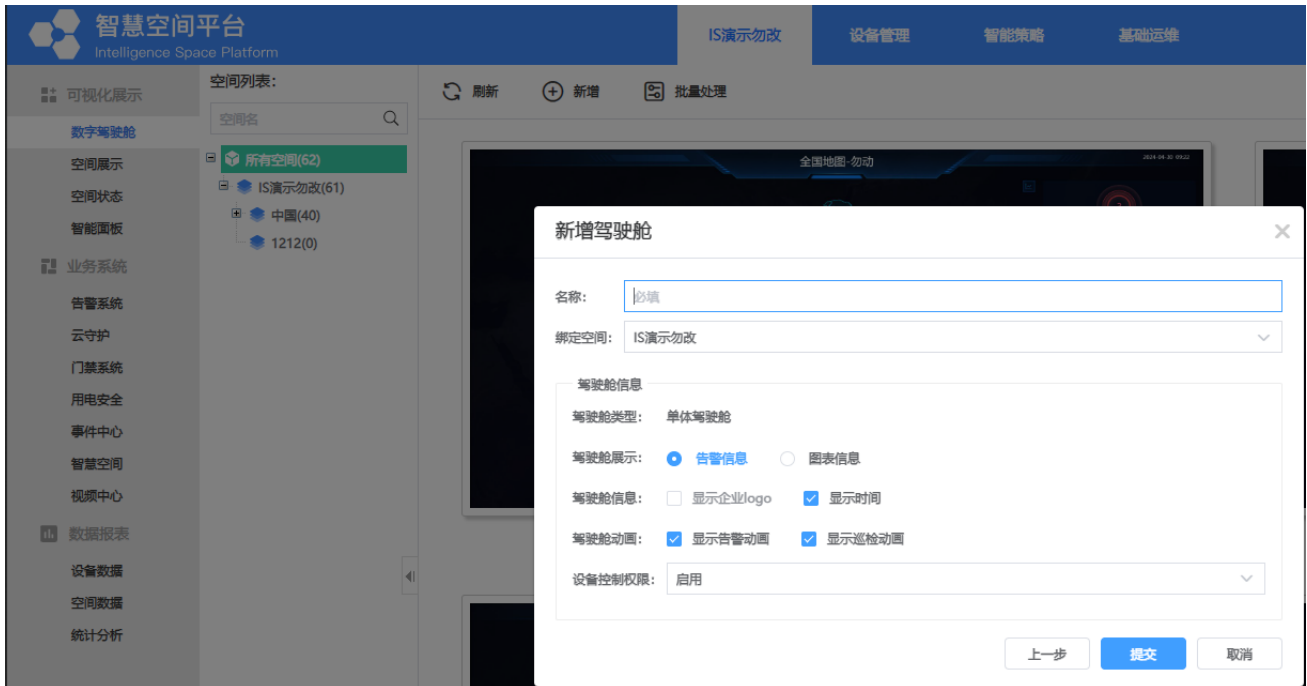 智慧空间平台
Intelligence Space Platform
IS演示勿改
设备管理
智能策略
基础运维
可视化展示
数字驾驶舱
空间展示
空间状态
智能面板
业务系统
告警系统
云守护
门禁系统
用电安全
事件中心
智慧空间
视频中心
数据报表
设备数据
空间数据
统计分析
空间列表:
空间名
所有空间(62)
IS演示勿改(61)
中国(40)
1212(0)
刷新
新增
批量处理
全国地图-勿动
新增驾驶舱
名称:
必填
绑定空间:
IS演示勿改
驾驶舱信息
驾驶舱类型: 单体驾驶舱
驾驶舱展示: 告警信息 图表信息
驾驶舱信息: 显示企业logo 显示时间
驾驶舱动画: 显示告警动画 显示巡检动画
设备控制权限: 启用
上一步
提交
取消